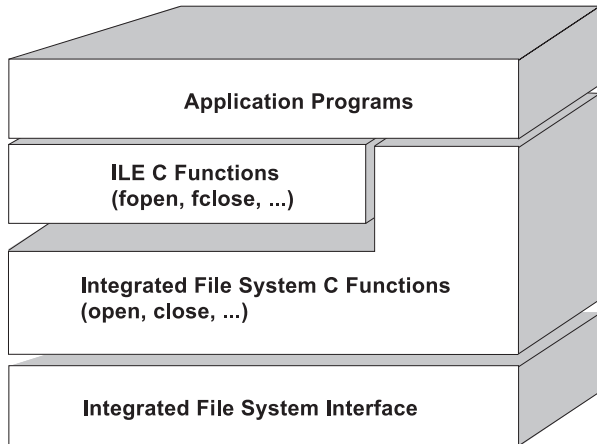 Application Programs
ILE C Functions
(fopen, fclose, ...)
Integrated File System C Functions
(open, close, ...)
Integrated File System Interface